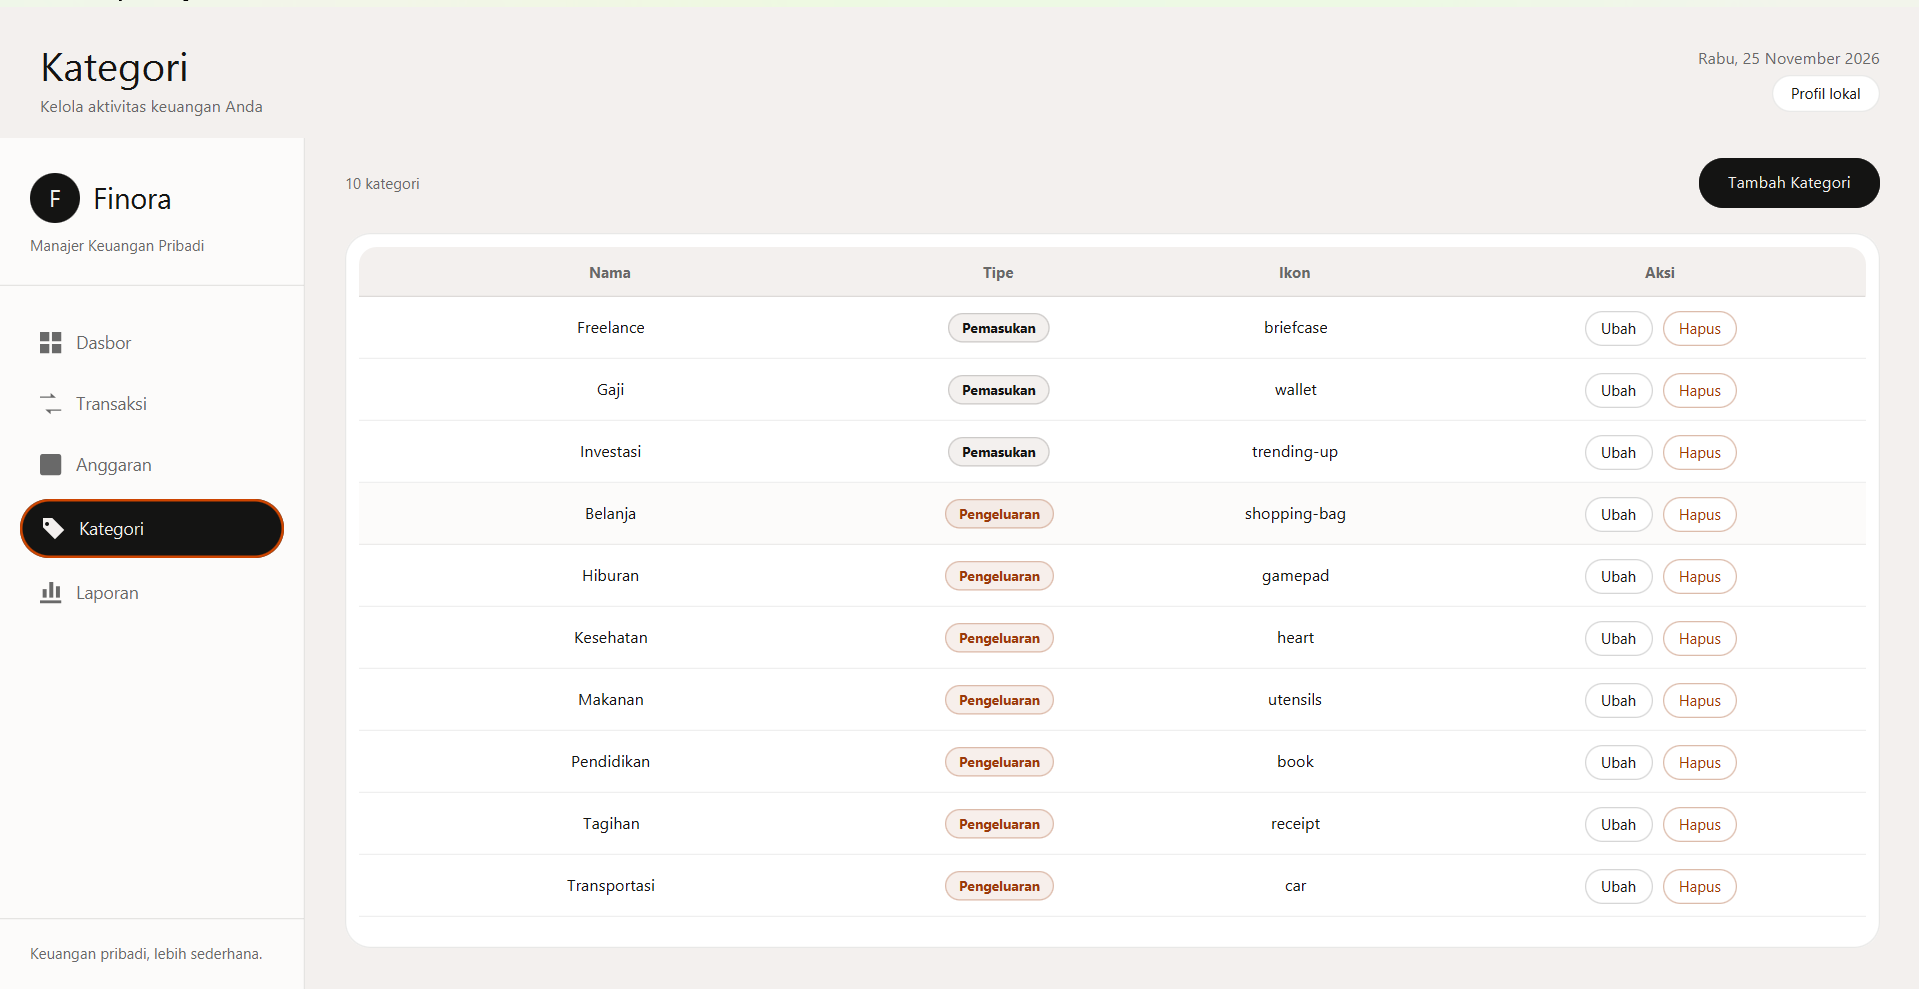 Kategori
Kelola aktivitas keuangan Anda
Rabu, 25 November 2026
Profil lokal
F Finora
Manajer Keuangan Pribadi
Dasbor
Transaksi
Anggaran
Kategori
Laporan
Keuangan pribadi, lebih sederhana.
10 kategori
Tambah Kategori
Nama Tipe Ikon Aksi
Freelance Pemasukan briefcase Ubah Hapus
Gaji Pemasukan wallet Ubah Hapus
Investasi Pemasukan trending-up Ubah Hapus
Belanja Pengeluaran shopping-bag Ubah Hapus
Hiburan Pengeluaran gamepad Ubah Hapus
Kesehatan Pengeluaran heart Ubah Hapus
Makanan Pengeluaran utensils Ubah Hapus
Pendidikan Pengeluaran book Ubah Hapus
Tagihan Pengeluaran receipt Ubah Hapus
Transportasi Pengeluaran car Ubah Hapus